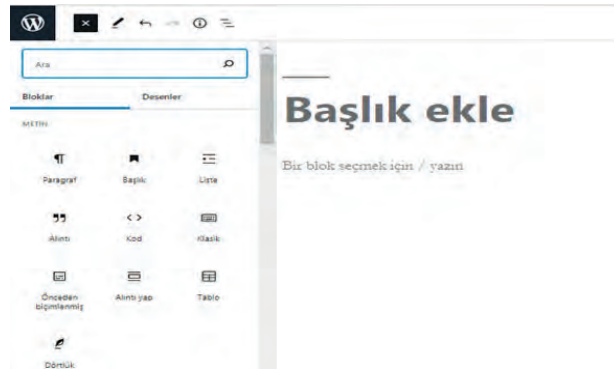 Ara
Bloklar Desenler
METİN
Paragraf Başlık Liste
Alıntı Kod Klasik
Önceden biçimlenmiş Alıntı yap Tablo
Dörtlük
Başlık ekle
Bir blok seçmek için / yazın